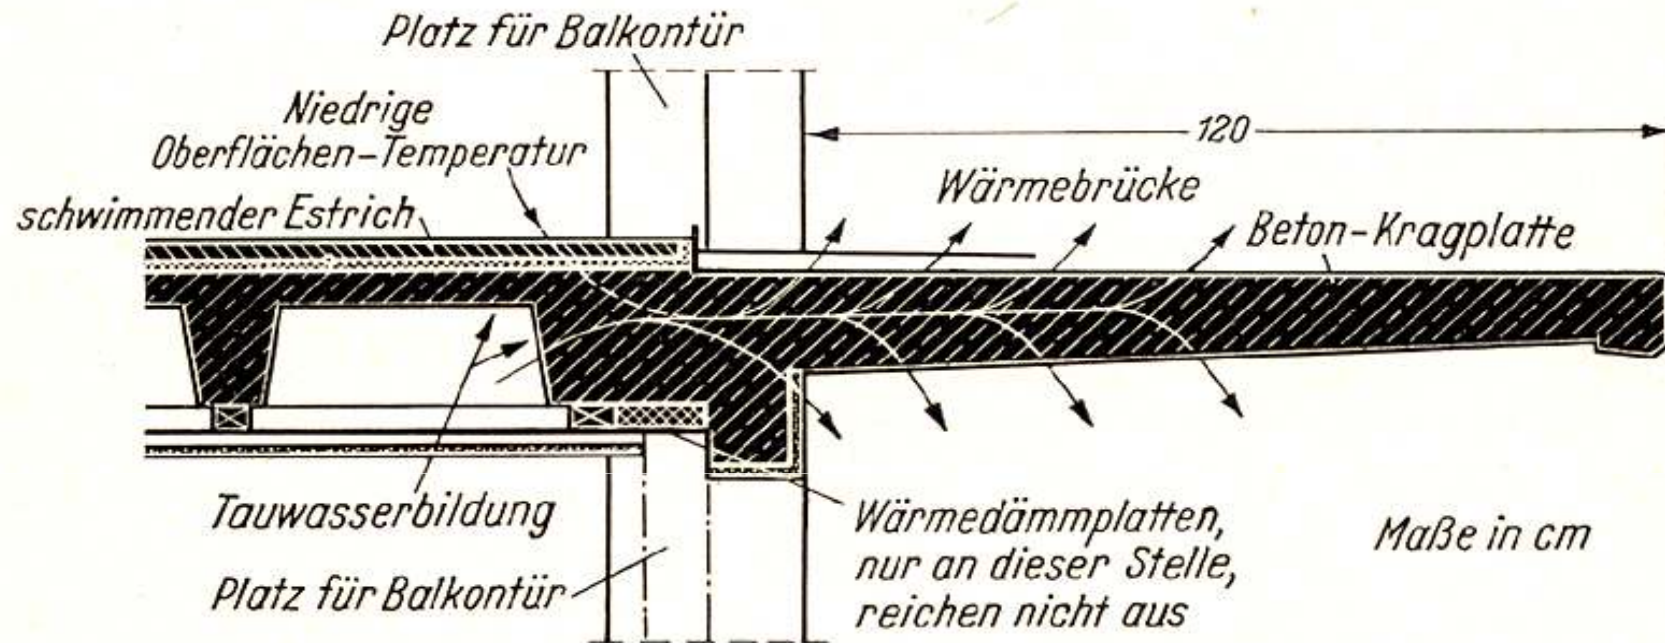 Platz für Balkontür
Niedrige
Oberflächen-Temperatur
schwimmender Estrich
120
Wärmebrücke
Beton-Kragplatte
Tauwasserbildung
Platz für Balkontür
Wärmedämmplatten,
nur an dieser Stelle,
reichen nicht aus
Maße in cm